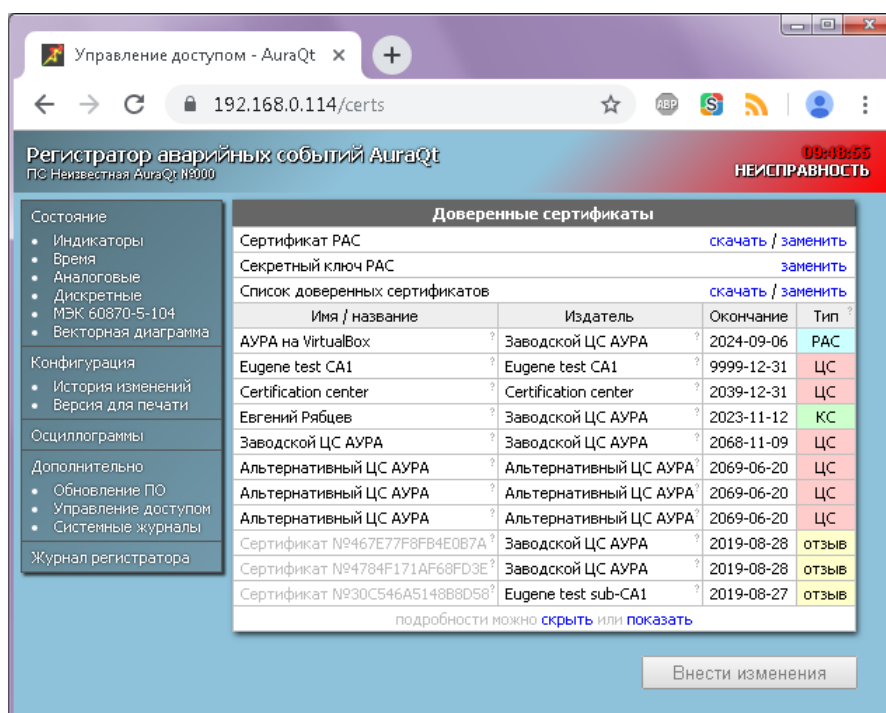 Управление доступом - AuraQt
192.168.0.114/certs
ABP
S
Регистратор аварийных событий AuraQt
09:48:55
ПС Неизвестная AuraQt №000
НЕИСПРАВНОСТЬ
Состояние
Индикаторы
Время
Аналоговые
Дискретные
МЭК 60870-5-104
Векторная диаграмма
Конфигурация
История изменений
Версия для печати
Осциллограммы
Дополнительно
Обновление ПО
Управление доступом
Системные журналы
Журнал регистратора
Доверенные сертификаты
Сертификат РАС скачать / заменить
Секретный ключ РАС заменить
Список доверенных сертификатов скачать / заменить
Имя / название Издатель Окончание Тип ?
АУРА на VirtualBox ? Заводской ЦС АУРА ? 2024-09-06 РАС
Eugene test CA1 ? Eugene test CA1 ? 9999-12-31 ЦС
Certification center ? Certification center ? 2039-12-31 ЦС
Евгений Рябцев ? Заводской ЦС АУРА ? 2023-11-12 КС
Заводской ЦС АУРА ? Заводской ЦС АУРА ? 2068-11-09 ЦС
Альтернативный ЦС АУРА ? Альтернативный ЦС АУРА ? 2069-06-20 ЦС
Альтернативный ЦС АУРА ? Альтернативный ЦС АУРА ? 2069-06-20 ЦС
Альтернативный ЦС АУРА ? Альтернативный ЦС АУРА ? 2069-06-20 ЦС
Сертификат №467E77F8FB4E0B7A ? Заводской ЦС АУРА ? 2019-08-28 отзыв
Сертификат №4784F171AF68FD3E ? Заводской ЦС АУРА ? 2019-08-28 отзыв
Сертификат №30C546A5148B8D58 ? Eugene test sub-CA1 ? 2019-08-27 отзыв
подробности можно скрыть или показать
Внести изменения